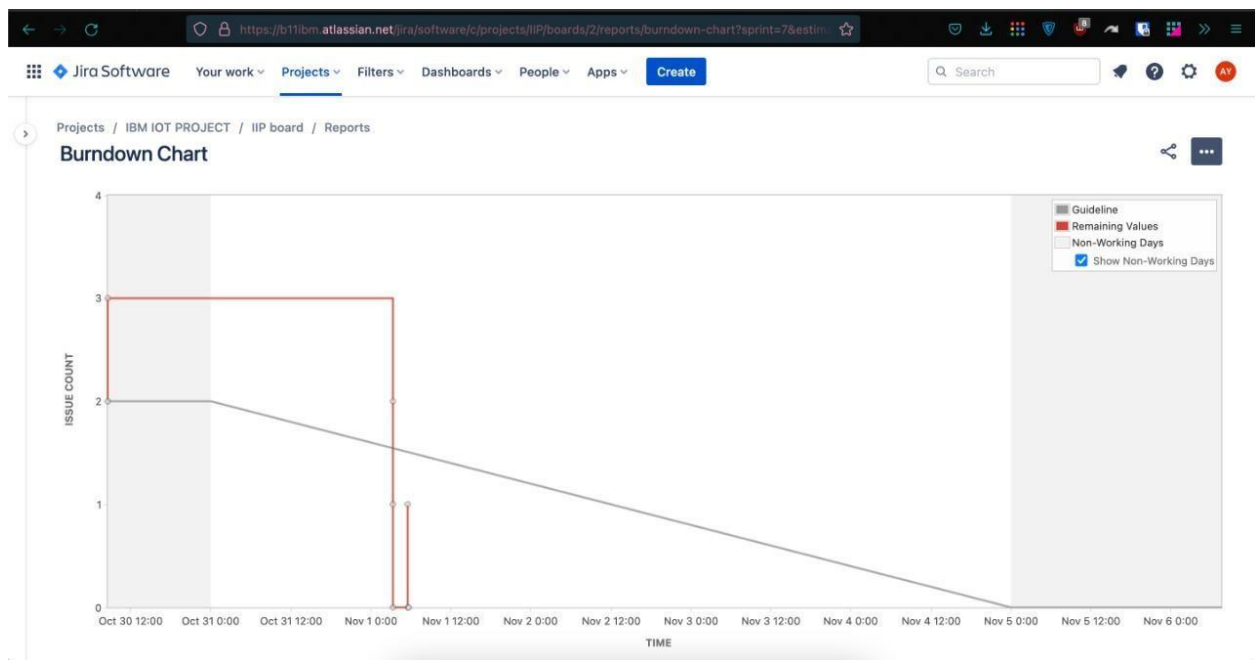 https://b11ibm.atlassian.net/jira/software/c/projects/IIP/boards/2/reports/burndown-chart?sprint=7&estim
8
Jira Software Your work Projects Filters Dashboards People Apps Create Search AY
Projects / IBM IOT PROJECT / IIP board / Reports
Burndown Chart
4
Guideline
Remaining Values
Non-Working Days
Show Non-Working Days
3
ISSUE COUNT
2
1
0
Oct 30 12:00 Oct 31 0:00 Oct 31 12:00 Nov 1 0:00 Nov 1 12:00 Nov 2 0:00 Nov 2 12:00 Nov 3 0:00 Nov 3 12:00 Nov 4 0:00 Nov 4 12:00 Nov 5 0:00 Nov 5 12:00 Nov 6 0:00
TIME